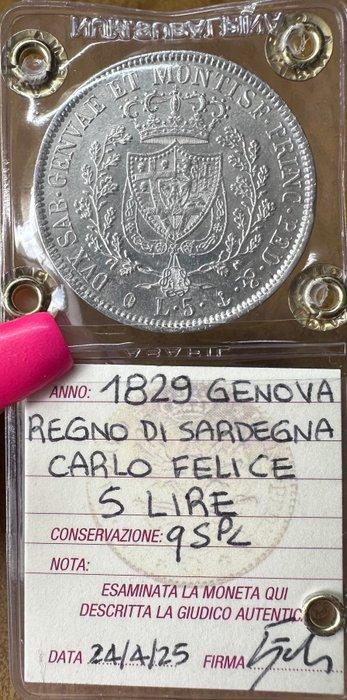 DVX SAB·GENVAE ET MONTISF·PRINC·PED·&·
L·5·
ANNO: 1829 GENOVA
REGNO DI SARDEGNA
CARLO FELICE
5 LIRE
CONSERVAZIONE: qSPL
NOTA:
ESAMINATA LA MONETA QUI
DESCRITTA LA GIUDICO AUTENTICA
DATA 24/4/25 FIRMA